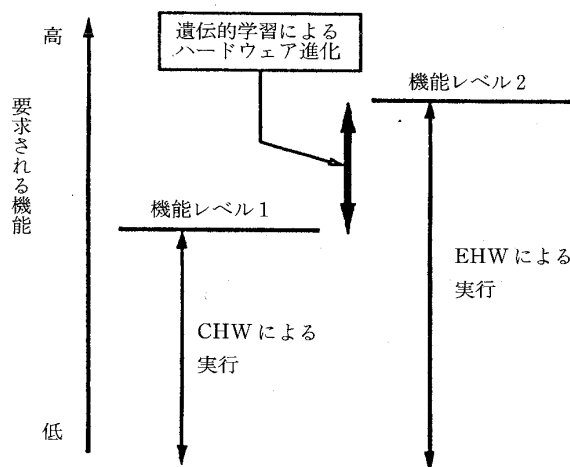 高
遺伝的学習による
ハードウェア進化
機能レベル2
要求される機能
機能レベル1
EHWによる
実行
CHWによる
実行
低